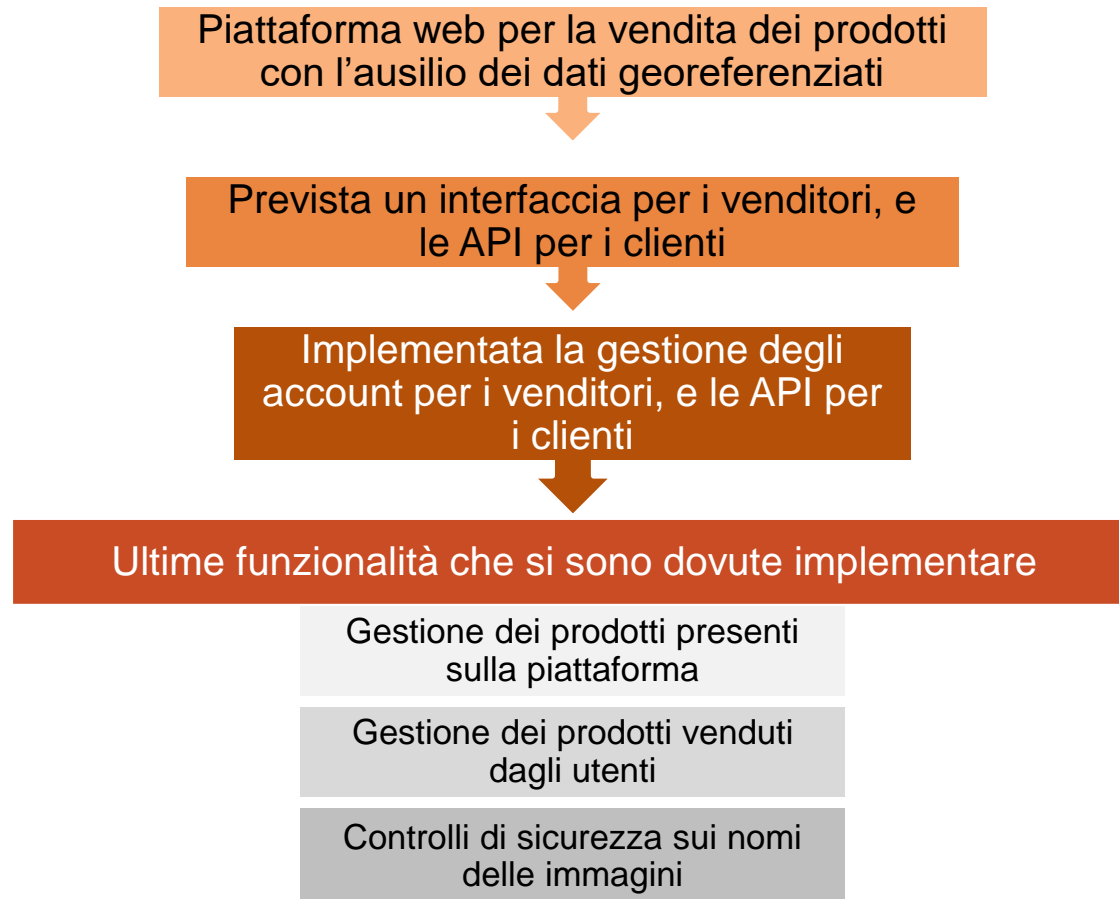 Piattaforma web per la vendita dei prodotti
con l’ausilio dei dati georeferenziati
Prevista un interfaccia per i venditori, e
le API per i clienti
Implementata la gestione degli
account per i venditori, e le API per
i clienti
Ultime funzionalità che si sono dovute implementare
Gestione dei prodotti presenti
sulla piattaforma
Gestione dei prodotti venduti
dagli utenti
Controlli di sicurezza sui nomi
delle immagini